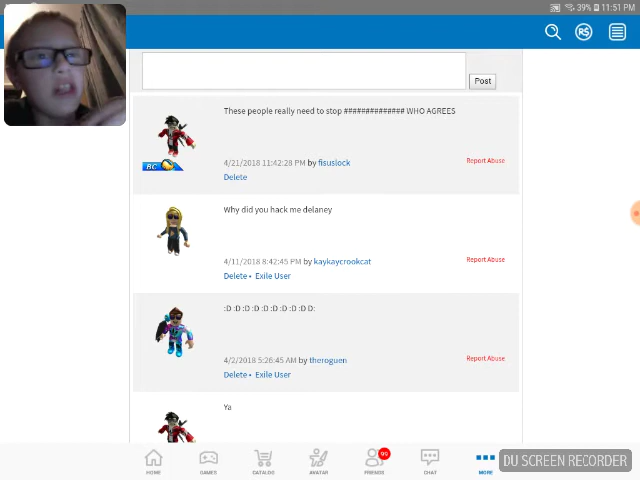 39% 11:51 PM
R$
Post
These people really need to stop ############## WHO AGREES
BC
4/21/2018 11:42:28 PM by fisuslock
Report Abuse
Delete
Why did you hack me delaney
4/11/2018 8:42:45 PM by kaykaycrookcat
Report Abuse
Delete • Exile User
:D :D :D :D :D :D :D :D :D D:
4/2/2018 5:26:45 AM by theroguen
Report Abuse
Delete • Exile User
Ya
99
HOME GAMES CATALOG AVATAR FRIENDS CHAT MORE
DU SCREEN RECORDER